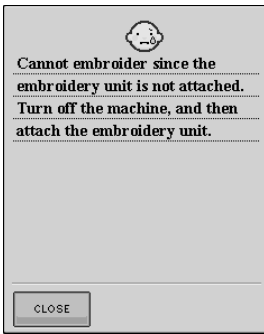 Cannot embroider since the
embroidery unit is not attached.
Turn off the machine, and then
attach the embroidery unit.
CLOSE